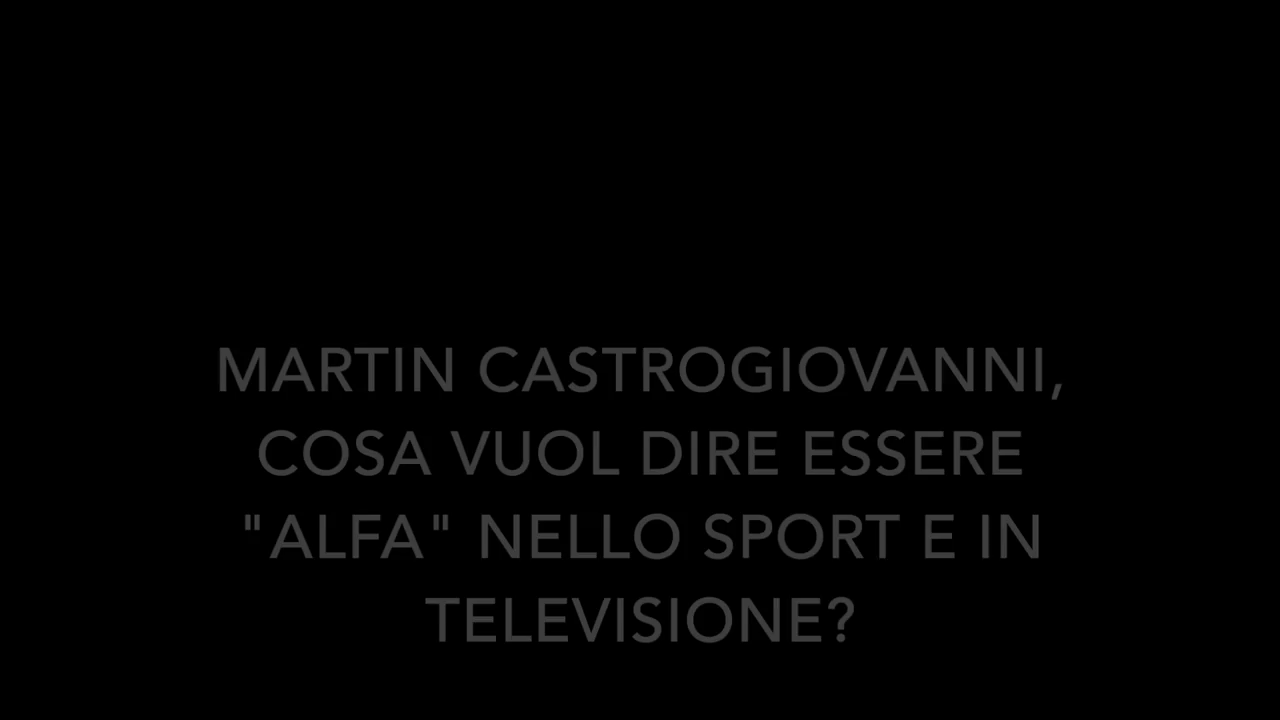 MARTIN CASTROGIOVANNI,
COSA VUOL DIRE ESSERE
"ALFA" NELLO SPORT E IN
TELEVISIONE?